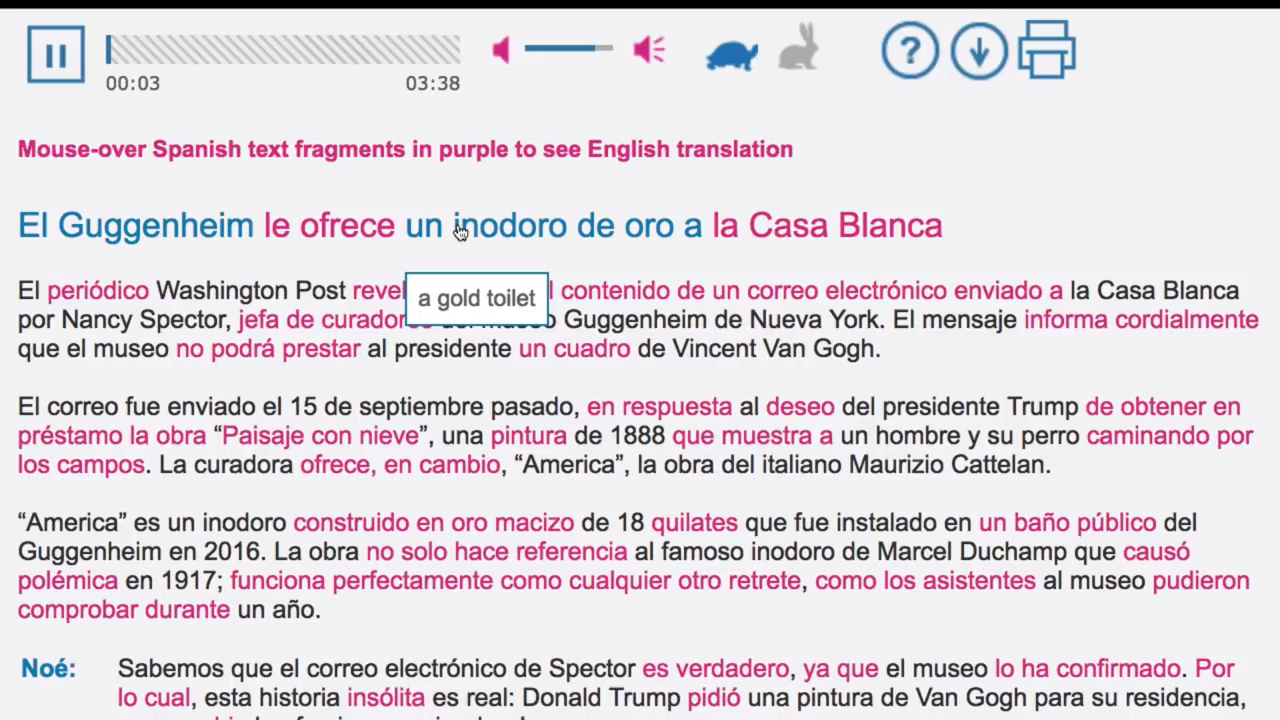 ?
00:03 03:38
Mouse-over Spanish text fragments in purple to see English translation
El Guggenheim le ofrece un inodoro de oro a la Casa Blanca
a gold toilet
El periódico Washington Post revel l contenido de un correo electrónico enviado a la Casa Blanca
por Nancy Spector, jefa de curador Guggenheim de Nueva York. El mensaje informa cordialmente
que el museo no podrá prestar al presidente un cuadro de Vincent Van Gogh.
El correo fue enviado el 15 de septiembre pasado, en respuesta al deseo del presidente Trump de obtener en
préstamo la obra “Paisaje con nieve”, una pintura de 1888 que muestra a un hombre y su perro caminando por
los campos. La curadora ofrece, en cambio, “America”, la obra del italiano Maurizio Cattelan.
“America” es un inodoro construido en oro macizo de 18 quilates que fue instalado en un baño público del
Guggenheim en 2016. La obra no solo hace referencia al famoso inodoro de Marcel Duchamp que causó
polémica en 1917; funciona perfectamente como cualquier otro retrete, como los asistentes al museo pudieron
comprobar durante un año.
Noé: Sabemos que el correo electrónico de Spector es verdadero, ya que el museo lo ha confirmado. Por
lo cual, esta historia insólita es real: Donald Trump pidió una pintura de Van Gogh para su residencia,